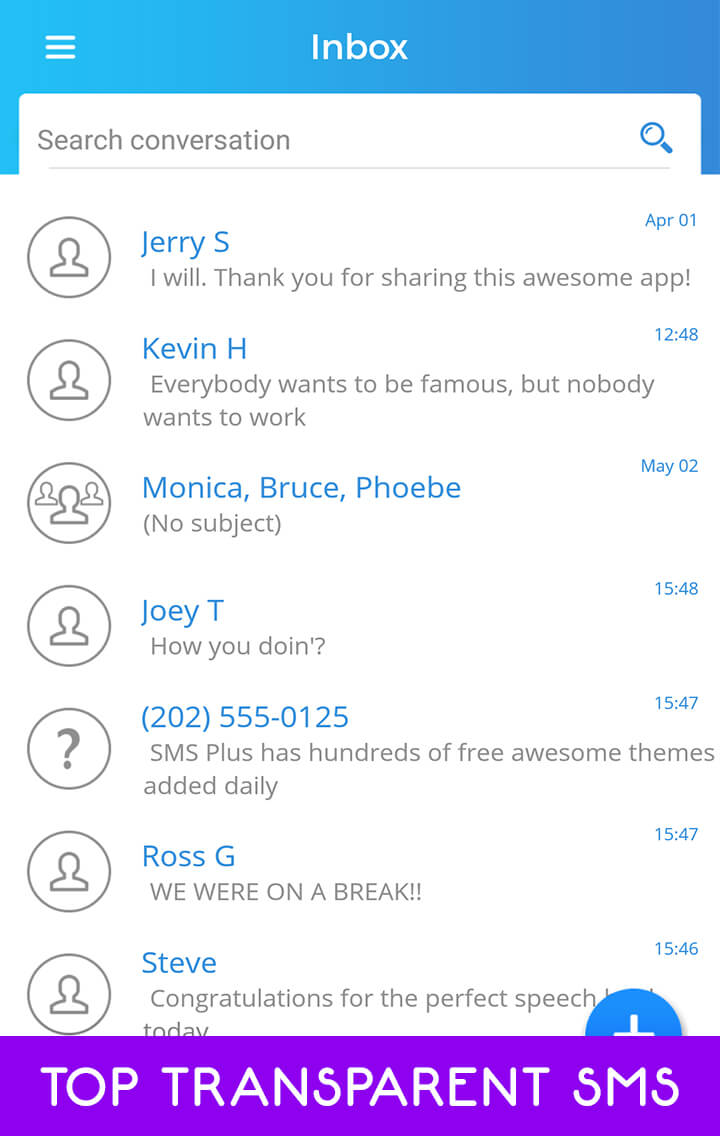 Inbox
Search conversation
Apr 01
Jerry S
I will. Thank you for sharing this awesome app!
12:48
Kevin H
Everybody wants to be famous, but nobody
wants to work
May 02
Monica, Bruce, Phoebe
(No subject)
15:48
Joey T
How you doin'?
15:47
(202) 555-0125
?
SMS Plus has hundreds of free awesome themes
added daily
15:47
Ross G
WE WERE ON A BREAK!!
15:46
Steve
Congratulations for the perfect speech
today
TOP TRANSPARENT SMS